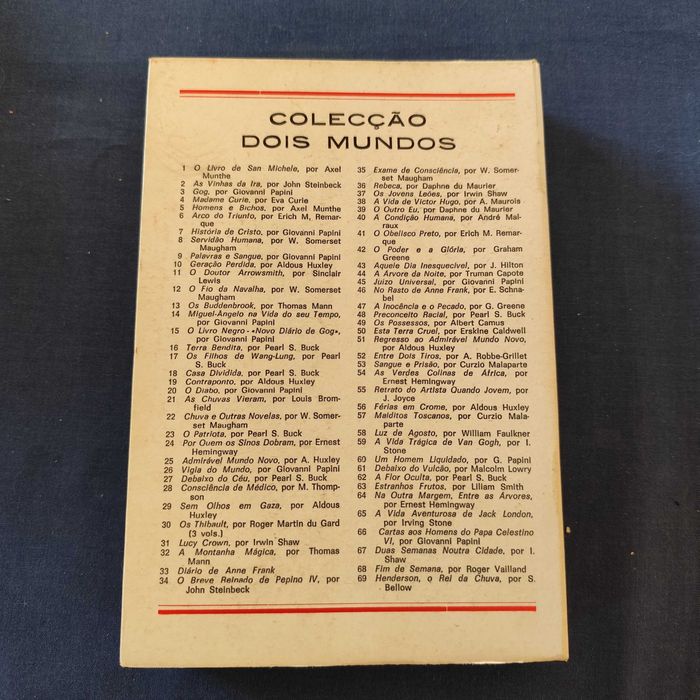 COLECÇÃO
DOIS MUNDOS
1 O Livro de San Michele, por Axel
Munthe
2 As Vinhas da Ira, por John Steinbeck
3 Gog, por Giovanni Papini
4 Madame Curie, por Eva Curie
5 Homens e Bichos, por Axel Munthe
6 Arco do Triunfo, por Erich M, Remar-
que
7 História de Cristo, por Giovanni Papini
8 Servidão Humana, por W. Somerset
Maugham
9 Palavras e Sangue, por Giovanni Papini
10 Geração Perdida, por Aldous Huxley
11 O Doutor Arrowsmith, por Sinclair
Lewis
12 O Fio da Navalha, por W. Somerset
Maugham
13 Os Buddenbrook, por Thomas Mann
14 Miguel-Ângelo na Vida do seu Tempo,
por Giovanni Papini
15 O Livro Negro - «Novo Diário de Gog»,
por Giovanni Papini
16 Terra Bendita, por Pearl S. Buck
17 Os Filhos de Wang-Lung, por Pearl
S. Buck
18 Casa Dividida, por Pearl S. Buck
19 Contraponto, por Aldous Huxley
20 O Diabo, por Giovanni Papini
21 As Chuvas Vieram, por Louis Brom-
field
22 Chuva e Outras Novelas, por W. Somer-
set Maugham
23 O Patriota, por Pearl S. Buck
24 Por Quem os Sinos Dobram, por Ernest
Hemingway
25 Admirável Mundo Novo, por A. Huxley
26 Vigia do Mundo, por Giovanni Papini
27 Debaixo do Céu, por Pearl S. Buck
28 Consciência de Médico, por M. Thomp-
son
29 Sem Olhos em Gaza, por Aldous
Huxley
30 Os Thibault, por Roger Martin du Gard
(3 vols.)
31 Lucy Crown, por Irwin Shaw
32 A Montanha Mágica, por Thomas
Mann
33 Diário de Anne Frank
34 O Breve Reinado de Pepino IV, por
John Steinbeck
35 Exame de Consciência, por W. Somer-
set Maugham
36 Rebeca, por Daphne du Maurier
37 Os Jovens Leões, por Irwin Shaw
38 A Vida de Victor Hugo, por A. Maurois
39 O Outro Eu, por Daphne du Maurier
40 A Condição Humana, por André Mal-
raux
41 O Obelisco Preto, por Erich M. Remar-
que
42 O Poder e a Glória, por Graham
Greene
43 Aquele Dia Inesquecível, por J. Hilton
44 A Árvore da Noite, por Truman Capote
45 Juízo Universal, por Giovanni Papini
46 No Rasto de Anne Frank, por E. Schna-
bel
47 A Inocência e o Pecado, por G. Greene
48 Preconceito Racial, por Pearl S. Buck
49 Os Possessos, por Albert Camus
50 Esta Terra Cruel, por Erskine Caldwell
51 Regresso ao Admirável Mundo Novo,
por Aldous Huxley
52 Entre Dois Tiros, por A. Robbe-Grillet
53 Sangue e Prisão, por Curzio Malaparte
54 As Verdes Colinas de África, por
Ernest Hemingway
55 Retrato do Artista Quando Jovem, por
J. Joyce
56 Férias em Crome, por Aldous Huxley
57 Malditos Toscanos, por Curzio Mala-
parte
58 Luz de Agosto, por William Faulkner
59 A Vida Trágica de Van Gogh, por I.
Stone
60 Um Homem Liquidado, por G. Papini
61 Debaixo do Vulcão, por Malcolm Lowry
62 A Flor Oculta, por Pearl S. Buck
63 Estranhos Frutos, por Liliam Smith
64 Na Outra Margem, Entre as Árvores,
por Ernest Hemingway
65 A Vida Aventurosa de Jack London,
por Irving Stone
66 Cartas aos Homens do Papa Celestino
VI, por Giovanni Papini
67 Duas Semanas Noutra Cidade, por I.
Shaw
68 Fim de Semana, por Roger Vailland
69 Henderson, o Rei da Chuva, por S.
Bellow